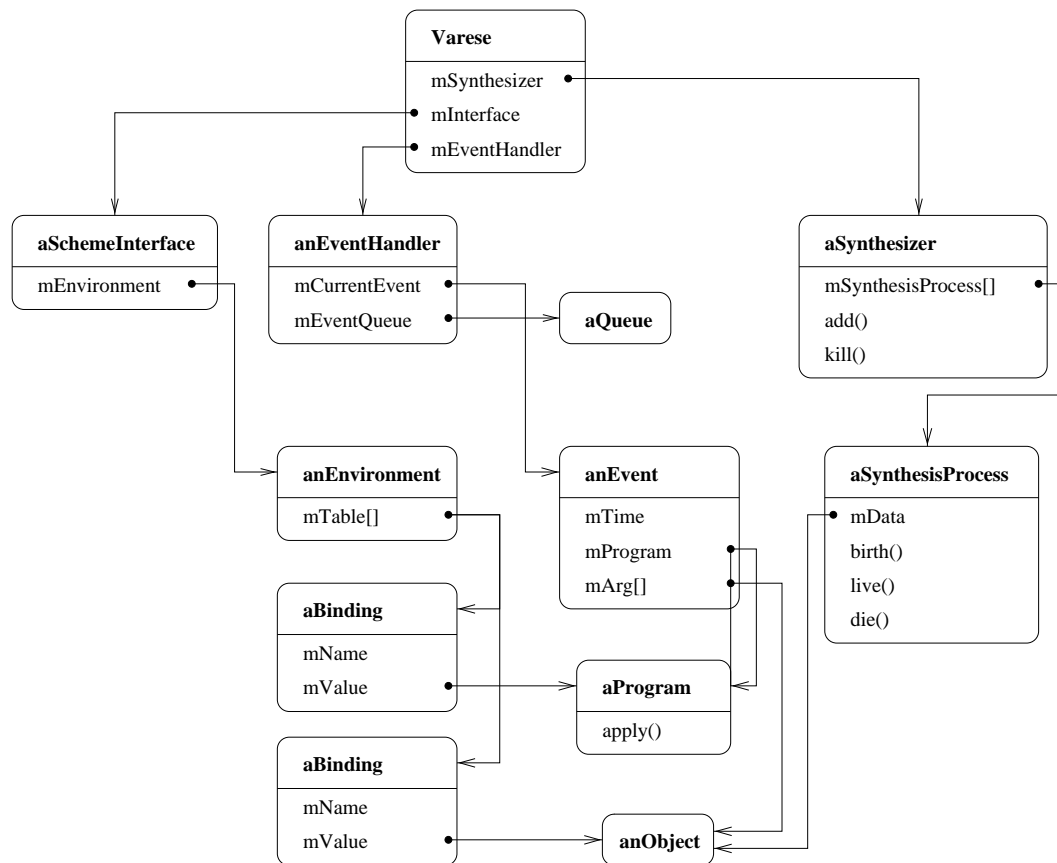 Varese
mSynthesizer
mInterface
mEventHandler
aSchemeInterface
mEnvironment
anEventHandler
mCurrentEvent
mEventQueue
aQueue
aSynthesizer
mSynthesisProcess[]
add()
kill()
anEnvironment
mTable[]
anEvent
mTime
mProgram
mArg[]
aSynthesisProcess
mData
birth()
live()
die()
aBinding
mName
mValue
aProgram
apply()
aBinding
mName
mValue
anObject